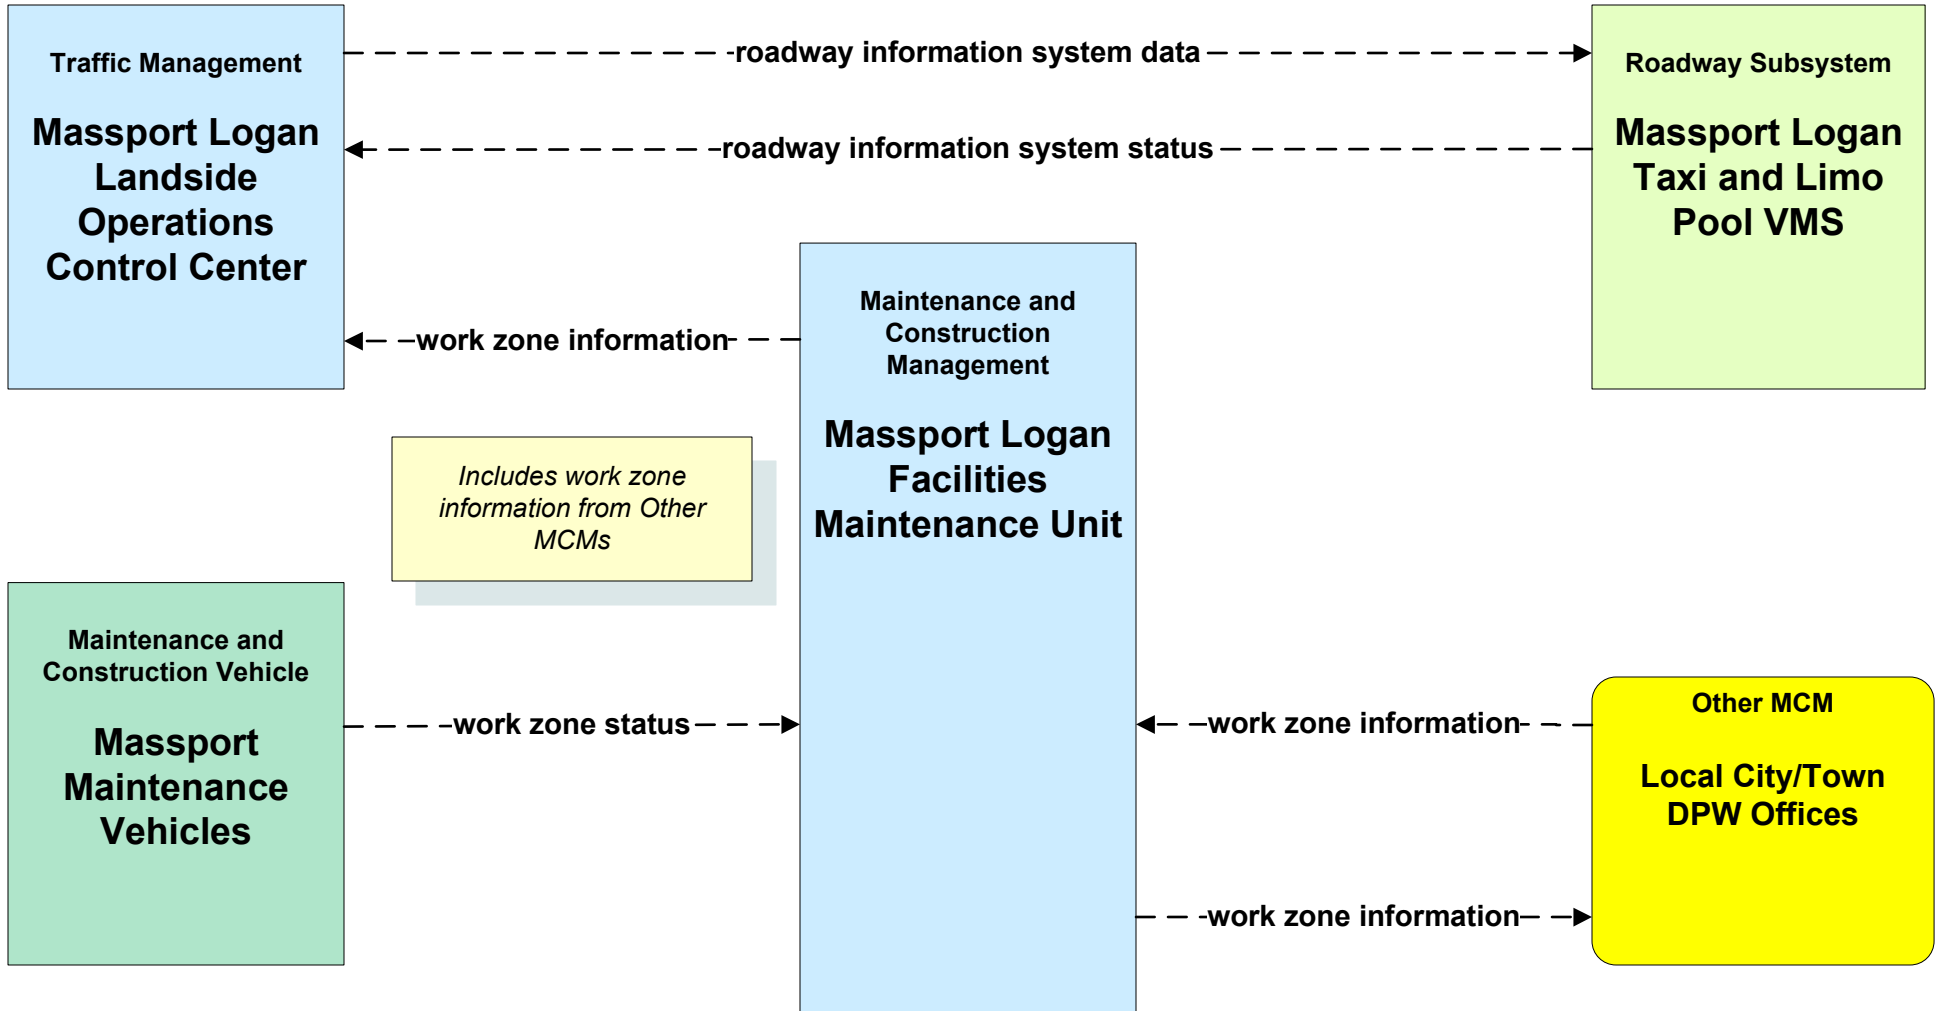 Traffic Management
Massport Logan
Landside
Operations
Control Center
roadway information system data
roadway information system status
Roadway Subsystem
Massport Logan
Taxi and Limo
Pool VMS
work zone information
Maintenance and
Construction
Management
Massport Logan
Facilities
Maintenance Unit
Includes work zone
information from Other
MCMs
Maintenance and
Construction Vehicle
Massport
Maintenance
Vehicles
work zone status
work zone information
Other MCM
Local City/Town
DPW Offices
work zone information